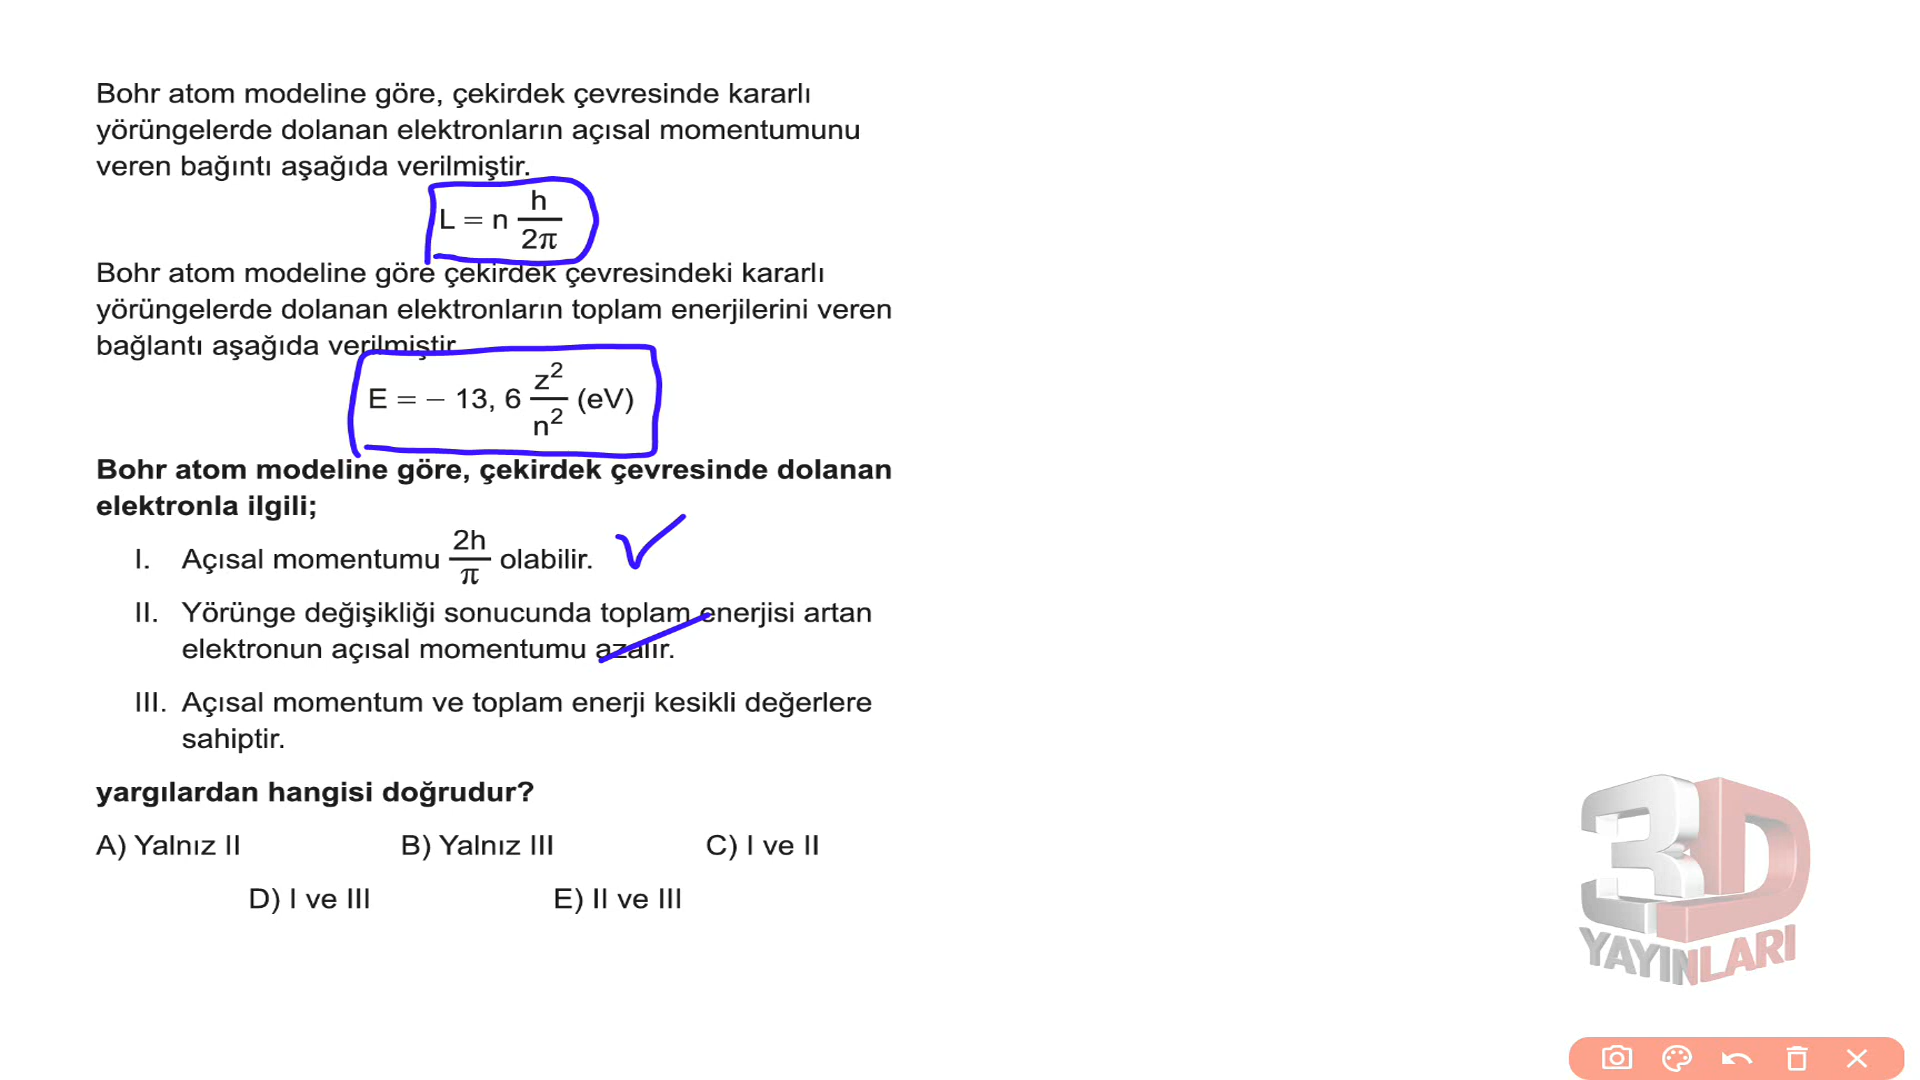 Bohr atom modeline göre, çekirdek çevresinde kararlı
yörüngelerde dolanan elektronların açısal momentumunu
veren bağıntı aşağıda verilmiştir.
L = n h/2π
Bohr atom modeline göre çekirdek çevresindeki kararlı
yörüngelerde dolanan elektronların toplam enerjilerini veren
bağlantı aşağıda verilmiştir.
E = – 13, 6 z²/n² (eV)
Bohr atom modeline göre, çekirdek çevresinde dolanan
elektronla ilgili;
I. Açısal momentumu 2h/π olabilir.
II. Yörünge değişikliği sonucunda toplam enerjisi artan
elektronun açısal momentumu azalır.
III. Açısal momentum ve toplam enerji kesikli değerlere
sahiptir.
yargılardan hangisi doğrudur?
A) Yalnız II B) Yalnız III C) I ve II
D) I ve III E) II ve III
3D
YAYINLARI